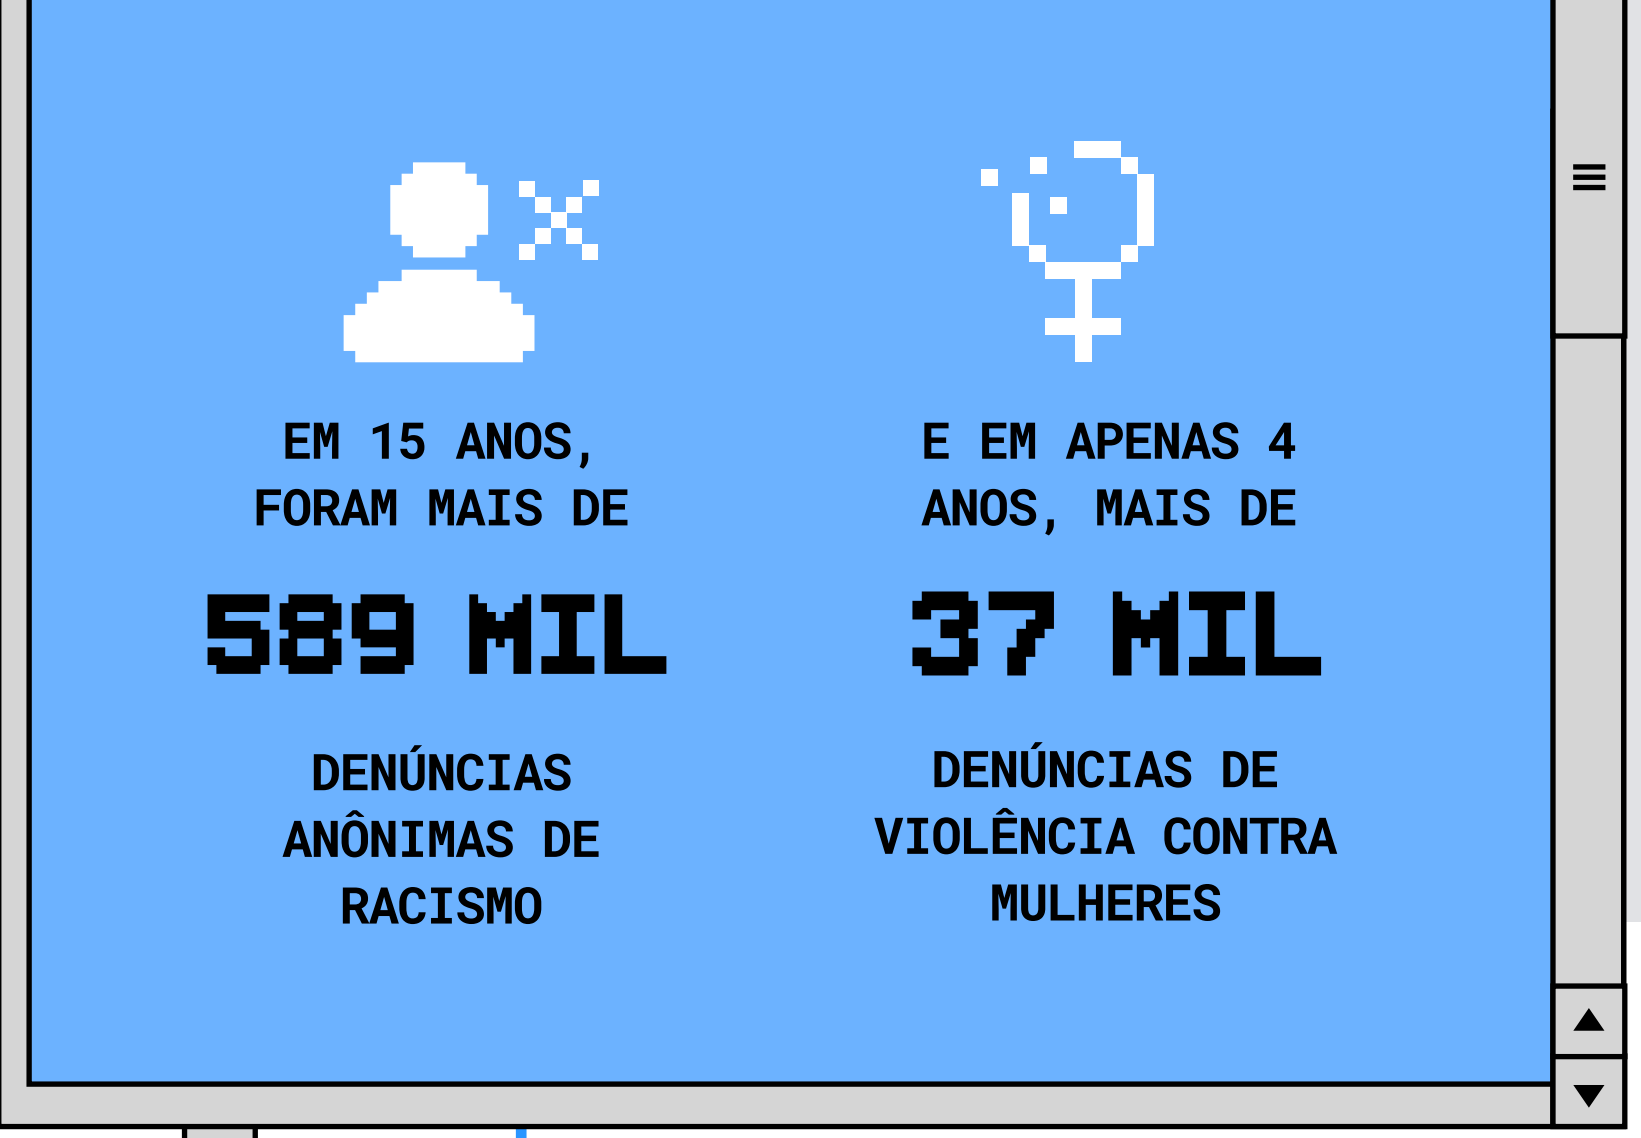 EM 15 ANOS,
FORAM MAIS DE
589 MIL
DENÚNCIAS
ANÔNIMAS DE
RACISMO
E EM APENAS 4
ANOS, MAIS DE
37 MIL
DENÚNCIAS DE
VIOLÊNCIA CONTRA
MULHERES